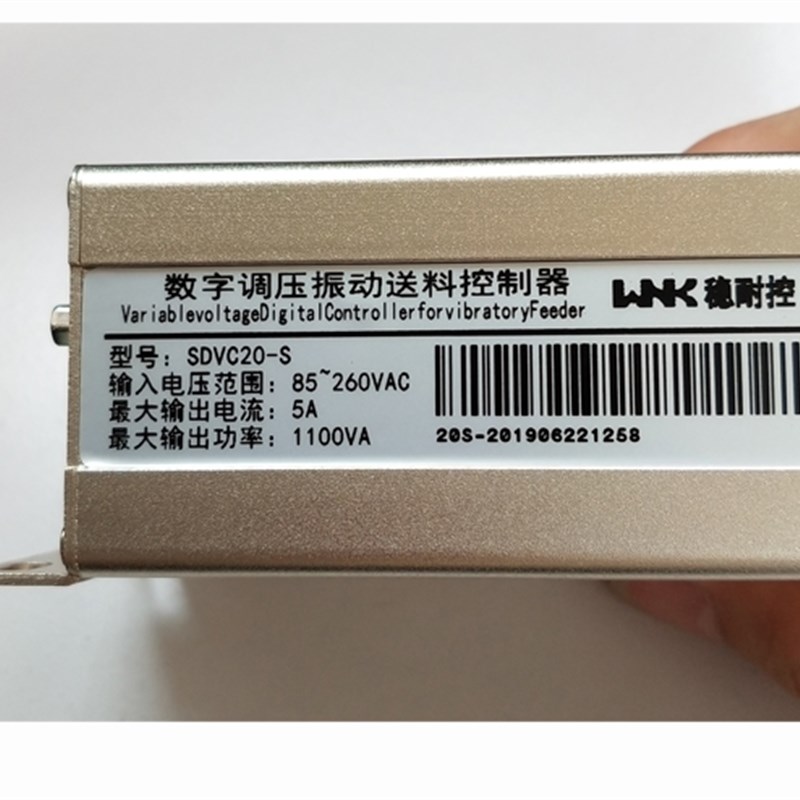 数字调压振动送料控制器
VariablevoltageDigitalControllerforvibratoryFeeder
WNK 稳耐控
型号：SDVC20-S
输入电压范围：85~260VAC
最大输出电流：5A
最大输出功率：1100VA
20S-201906221258